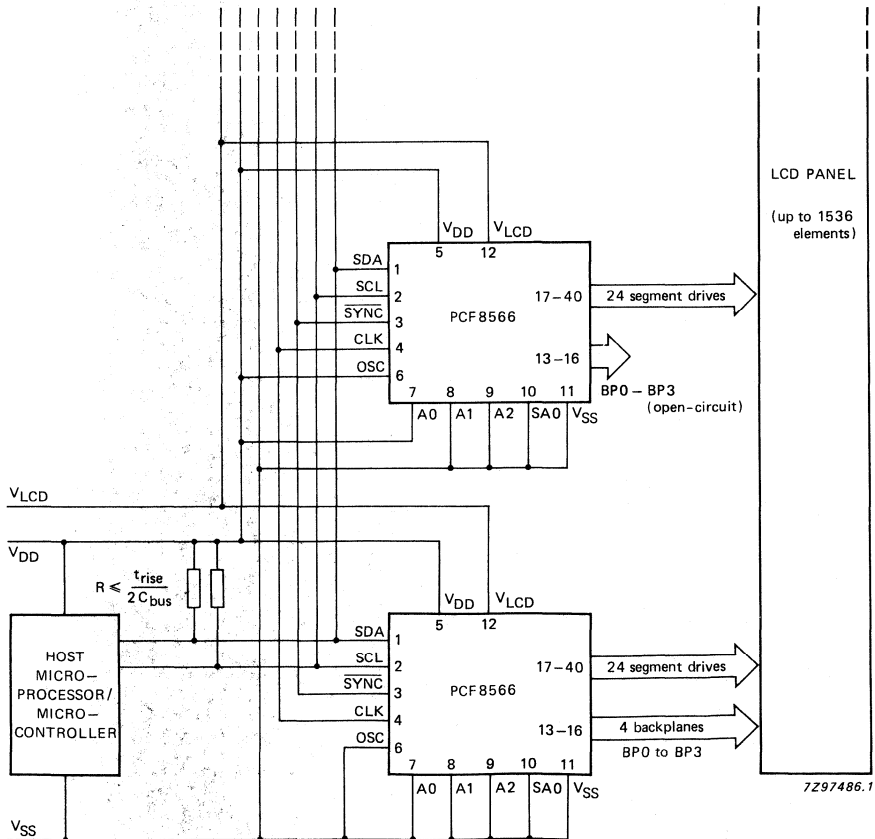 LCD PANEL
(up to 1536
elements)
VDD
VLCD
5
12
SDA
1
SCL
2
SYNC
3
CLK
4
OSC
6
PCF8566
17–40
24 segment drives
13–16
BP0 – BP3
(open-circuit)
7
8
9
10
11
A0
A1
A2
SA0
VSS
VLCD
VDD
R ⩽ trise
2 Cbus
HOST
MICRO–
PROCESSOR/
MICRO–
CONTROLLER
VSS
VDD
VLCD
5
12
SDA
1
SCL
2
SYNC
3
CLK
4
OSC
6
PCF8566
17–40
24 segment drives
13–16
4 backplanes
BP0 to BP3
7
8
9
10
11
A0
A1
A2
SA0
VSS
7Z97486.1